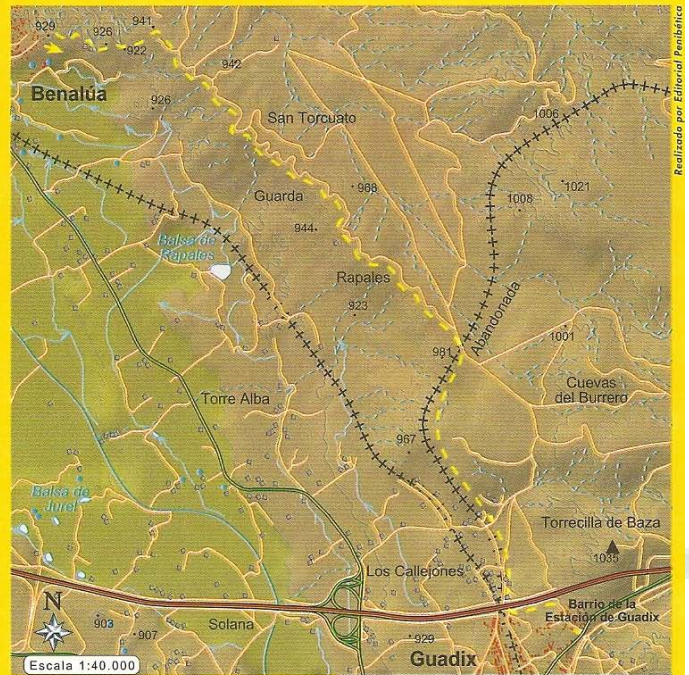 929
926
941
922
942
Benalúa
926
San Torcuato
1006
Guarda
968
1008
1021
944
Balsa de
Rapales
Rapales
923
Abandonada
981
1001
Cuevas
del Burrero
Torre Alba
967
Balsa de
Jurel
Torrecilla de Baza
1035
Los Callejones
N
903
907
Solana
929
Barrio de la
Estación de Guadix
Guadix
Escala 1:40.000
Realizado por Editorial Penibética